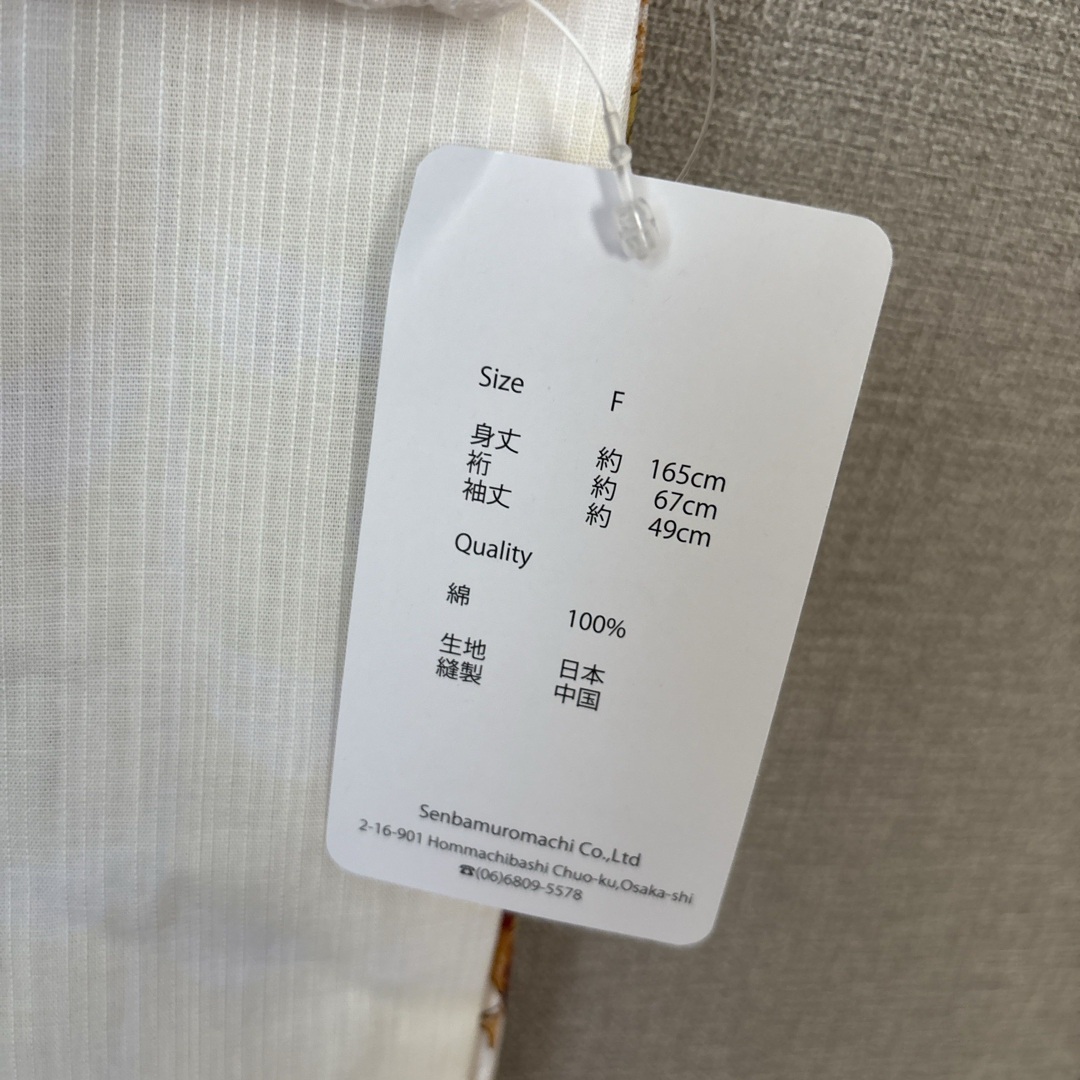 Size F
身丈 約 165cm
裄 約 67cm
袖丈 約 49cm
Quality
綿 100%
生地 日本
縫製 中国
Senbamuromachi Co.,Ltd
2-16-901 Hommachibashi Chuo-ku,Osaka-shi
☎(06)6809-5578